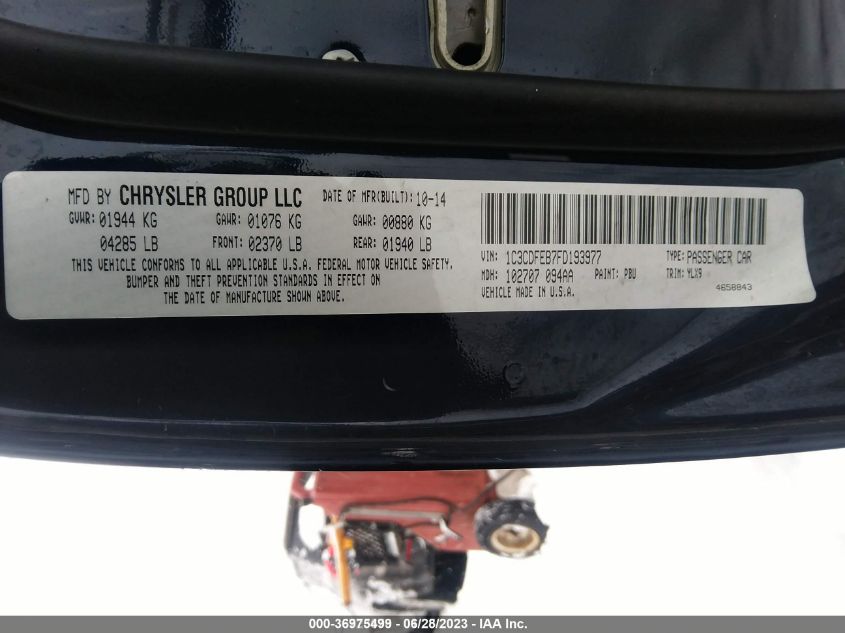 MFD BY CHRYSLER GROUP LLC DATE OF MFR(BUILT): 10-14
GVWR: 01944 KG GAWR: 01076 KG GAWR: 00880 KG
04285 LB FRONT: 02370 LB REAR: 01940 LB
THIS VEHICLE CONFORMS TO ALL APPLICABLE U.S.A. FEDERAL MOTOR VEHICLE SAFETY,
BUMPER AND THEFT PREVENTION STANDARDS IN EFFECT ON
THE DATE OF MANUFACTURE SHOWN ABOVE.
VIN: 1C3CDFEB7FD193977 TYPE: PASSENGER CAR
MDH: 102707 094AA PAINT: PBU TRIM: YLX9
VEHICLE MADE IN U.S.A. 4658843
000-36975499 - 06/28/2023 - © IAA Inc.